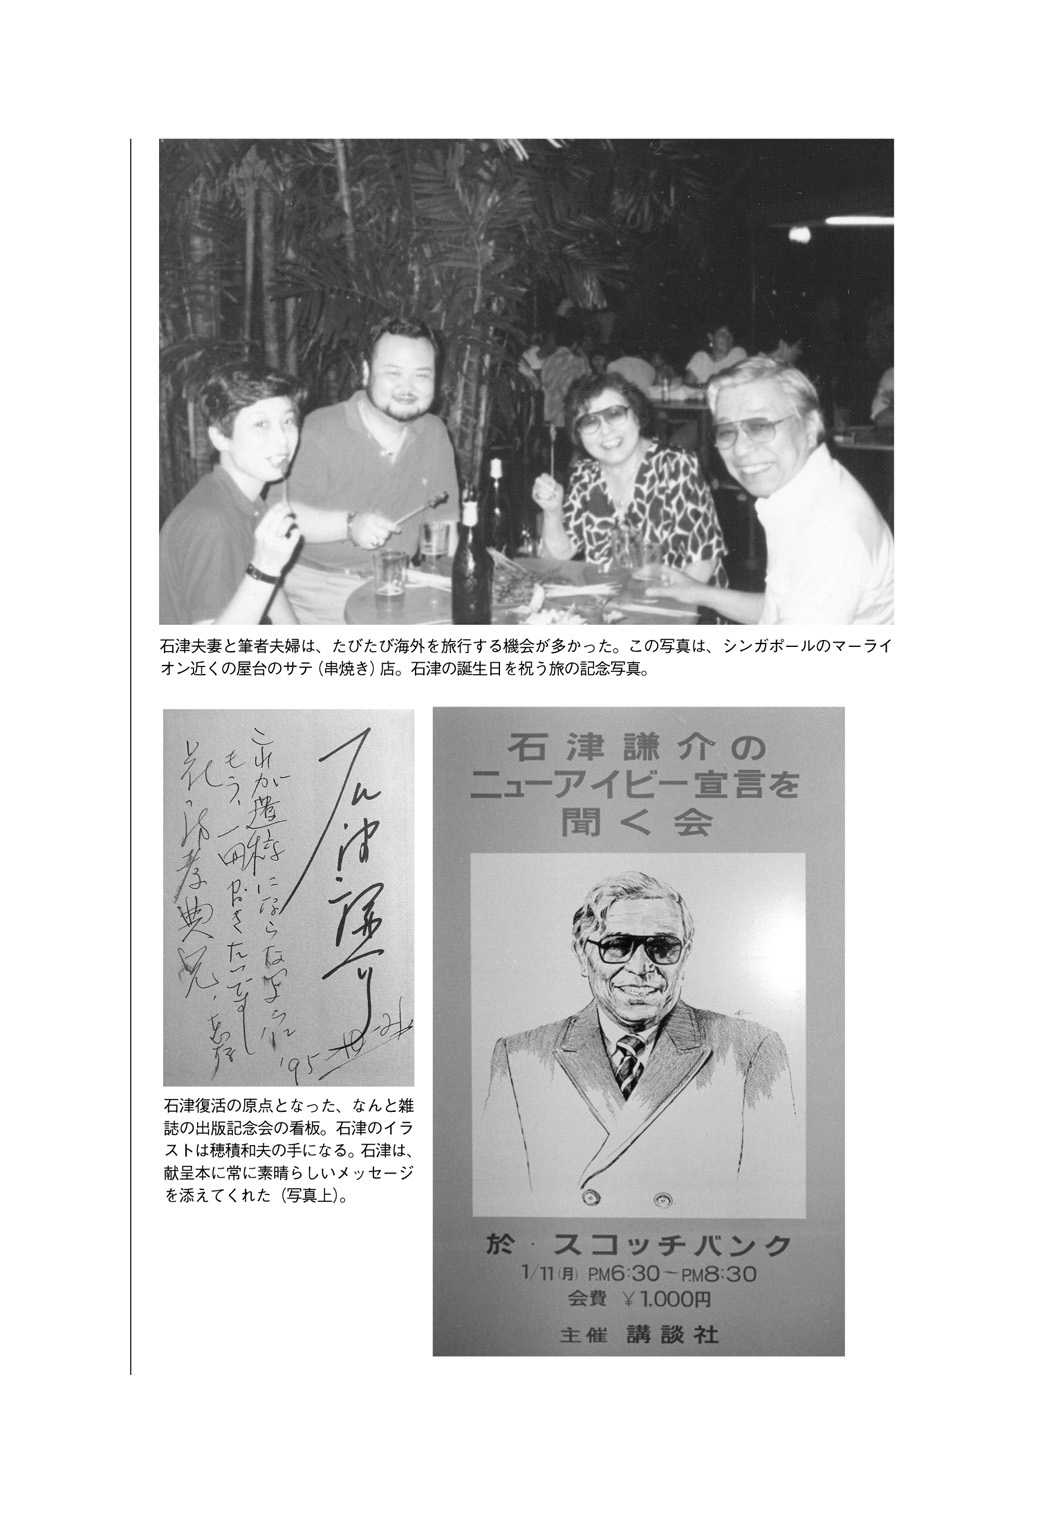 石津夫妻と筆者夫婦は、たびたび海外を旅行する機会が多かった。この写真は、シンガポールのマーライ
オン近くの屋台のサテ（串焼き）店。石津の誕生日を祝う旅の記念写真。
石津謙介
これが遺稿にならな
もう、一冊書きたいです
花の孝典兄
'95
石津復活の原点となった、なんと雑
誌の出版記念会の看板。石津のイラ
ストは穂積和夫の手になる。石津は、
献呈本に常に素晴らしいメッセージ
を添えてくれた（写真上）。
石津謙介の
ニューアイビー宣言を
聞く会
於・スコッチバンク
1/11(月) P.M6:30〜P.M8:30
会費 ￥1.000円
主催 講談社